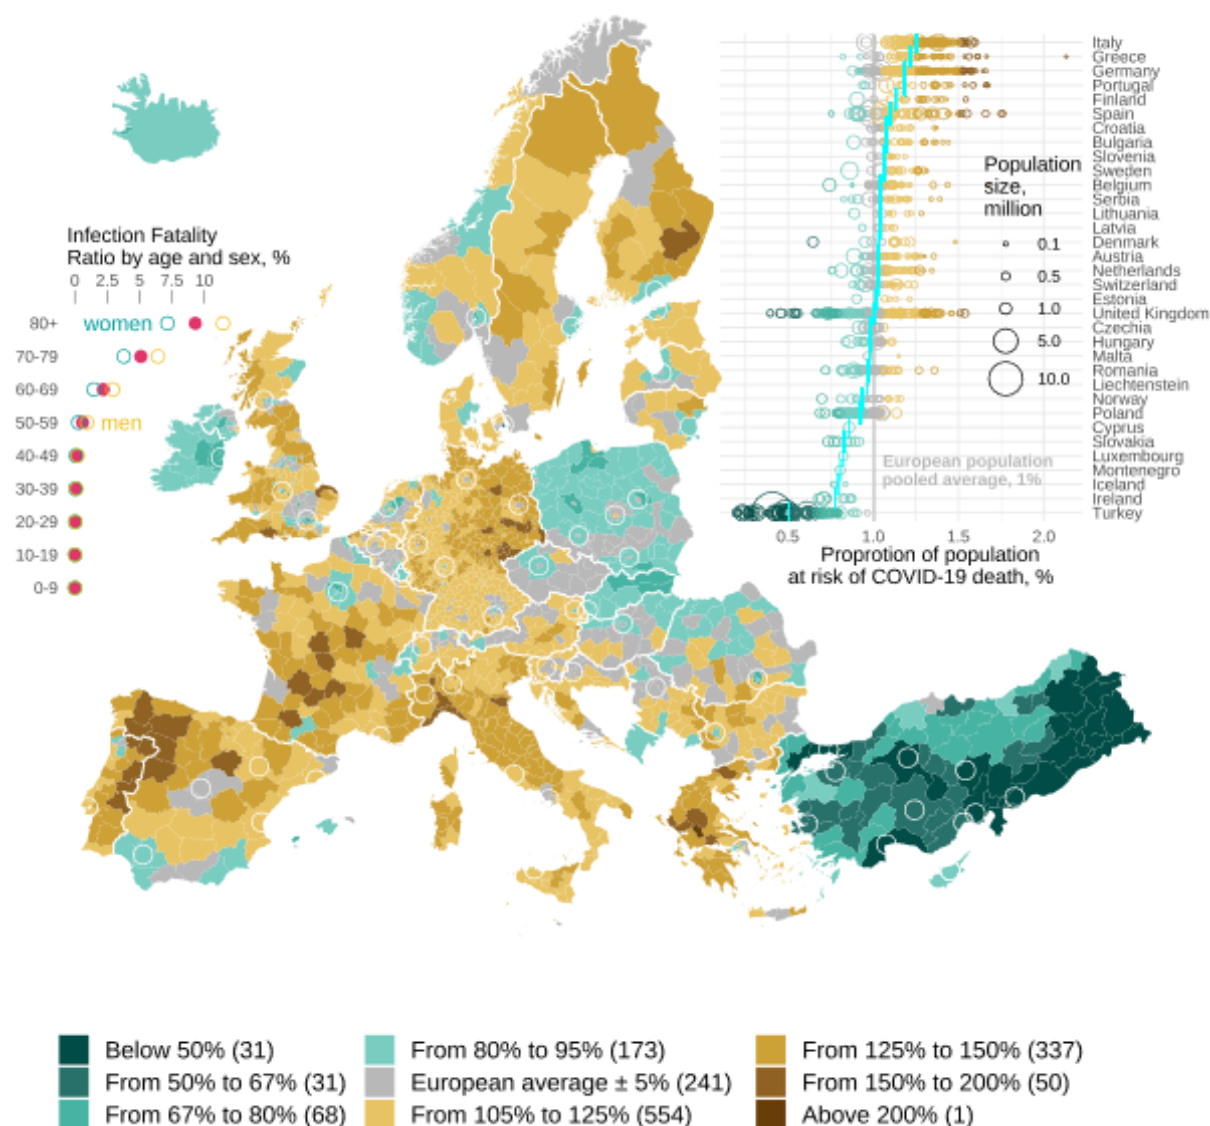 Italy
Greece
Germany
Portugal
Finland
Spain
Croatia
Bulgaria
Slovenia
Sweden
Belgium
Serbia
Lithuania
Latvia
Denmark
Austria
Netherlands
Switzerland
Estonia
United Kingdom
Czechia
Hungary
Malta
Romania
Liechtenstein
Norway
Poland
Cyprus
Slovakia
Luxembourg
Montenegro
Iceland
Ireland
Turkey
Population
size,
million
0.1
0.5
1.0
5.0
10.0
European population
pooled average, 1%
0.5 1.0 1.5 2.0
Proprotion of population
at risk of COVID-19 death, %
Infection Fatality
Ratio by age and sex, %
0 2.5 5 7.5 10
80+ women
70-79
60-69
50-59 men
40-49
30-39
20-29
10-19
0-9
Below 50% (31)
From 50% to 67% (31)
From 67% to 80% (68)
From 80% to 95% (173)
European average ± 5% (241)
From 105% to 125% (554)
From 125% to 150% (337)
From 150% to 200% (50)
Above 200% (1)